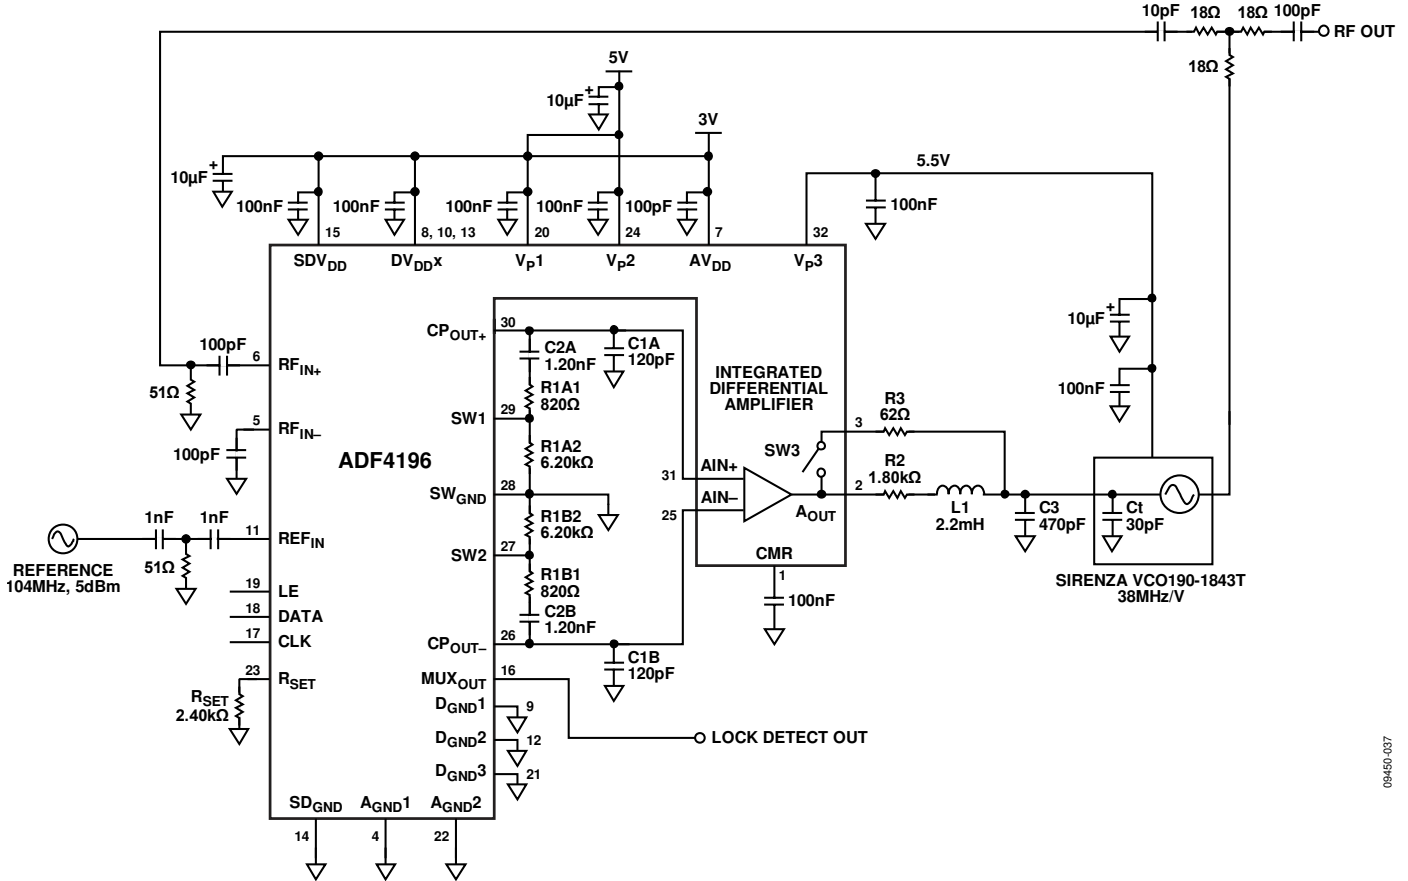 10pF
18Ω
18Ω
100pF
RF OUT
18Ω
5V
10µF
+
3V
10µF
+
5.5V
100nF
100nF
100nF
100nF
100pF
100nF
15
8, 10, 13
20
24
7
32
SDVDD
DVDDx
VP1
VP2
AVDD
VP3
10µF
+
100nF
100pF
6
RFIN+
51Ω
5
RFIN–
100pF
ADF4196
1nF
1nF
11
REFIN
51Ω
REFERENCE
104MHz, 5dBm
19
LE
18
DATA
17
CLK
23
RSET
RSET
2.40kΩ
CPOUT+
30
C2A
1.20nF
C1A
120pF
R1A1
820Ω
SW1
29
R1A2
6.20kΩ
SWGND
28
R1B2
6.20kΩ
SW2
27
R1B1
820Ω
C2B
1.20nF
CPOUT–
26
C1B
120pF
MUXOUT
16
DGND1
9
DGND2
12
DGND3
21
LOCK DETECT OUT
INTEGRATED
DIFFERENTIAL
AMPLIFIER
SW3
31
AIN+
AIN–
25
AOUT
CMR
1
100nF
3
R3
62Ω
2
R2
1.80kΩ
L1
2.2mH
C3
470pF
Ct
30pF
SIRENZA VCO190-1843T
38MHz/V
SDGND
AGND1
AGND2
14
4
22
09450-037